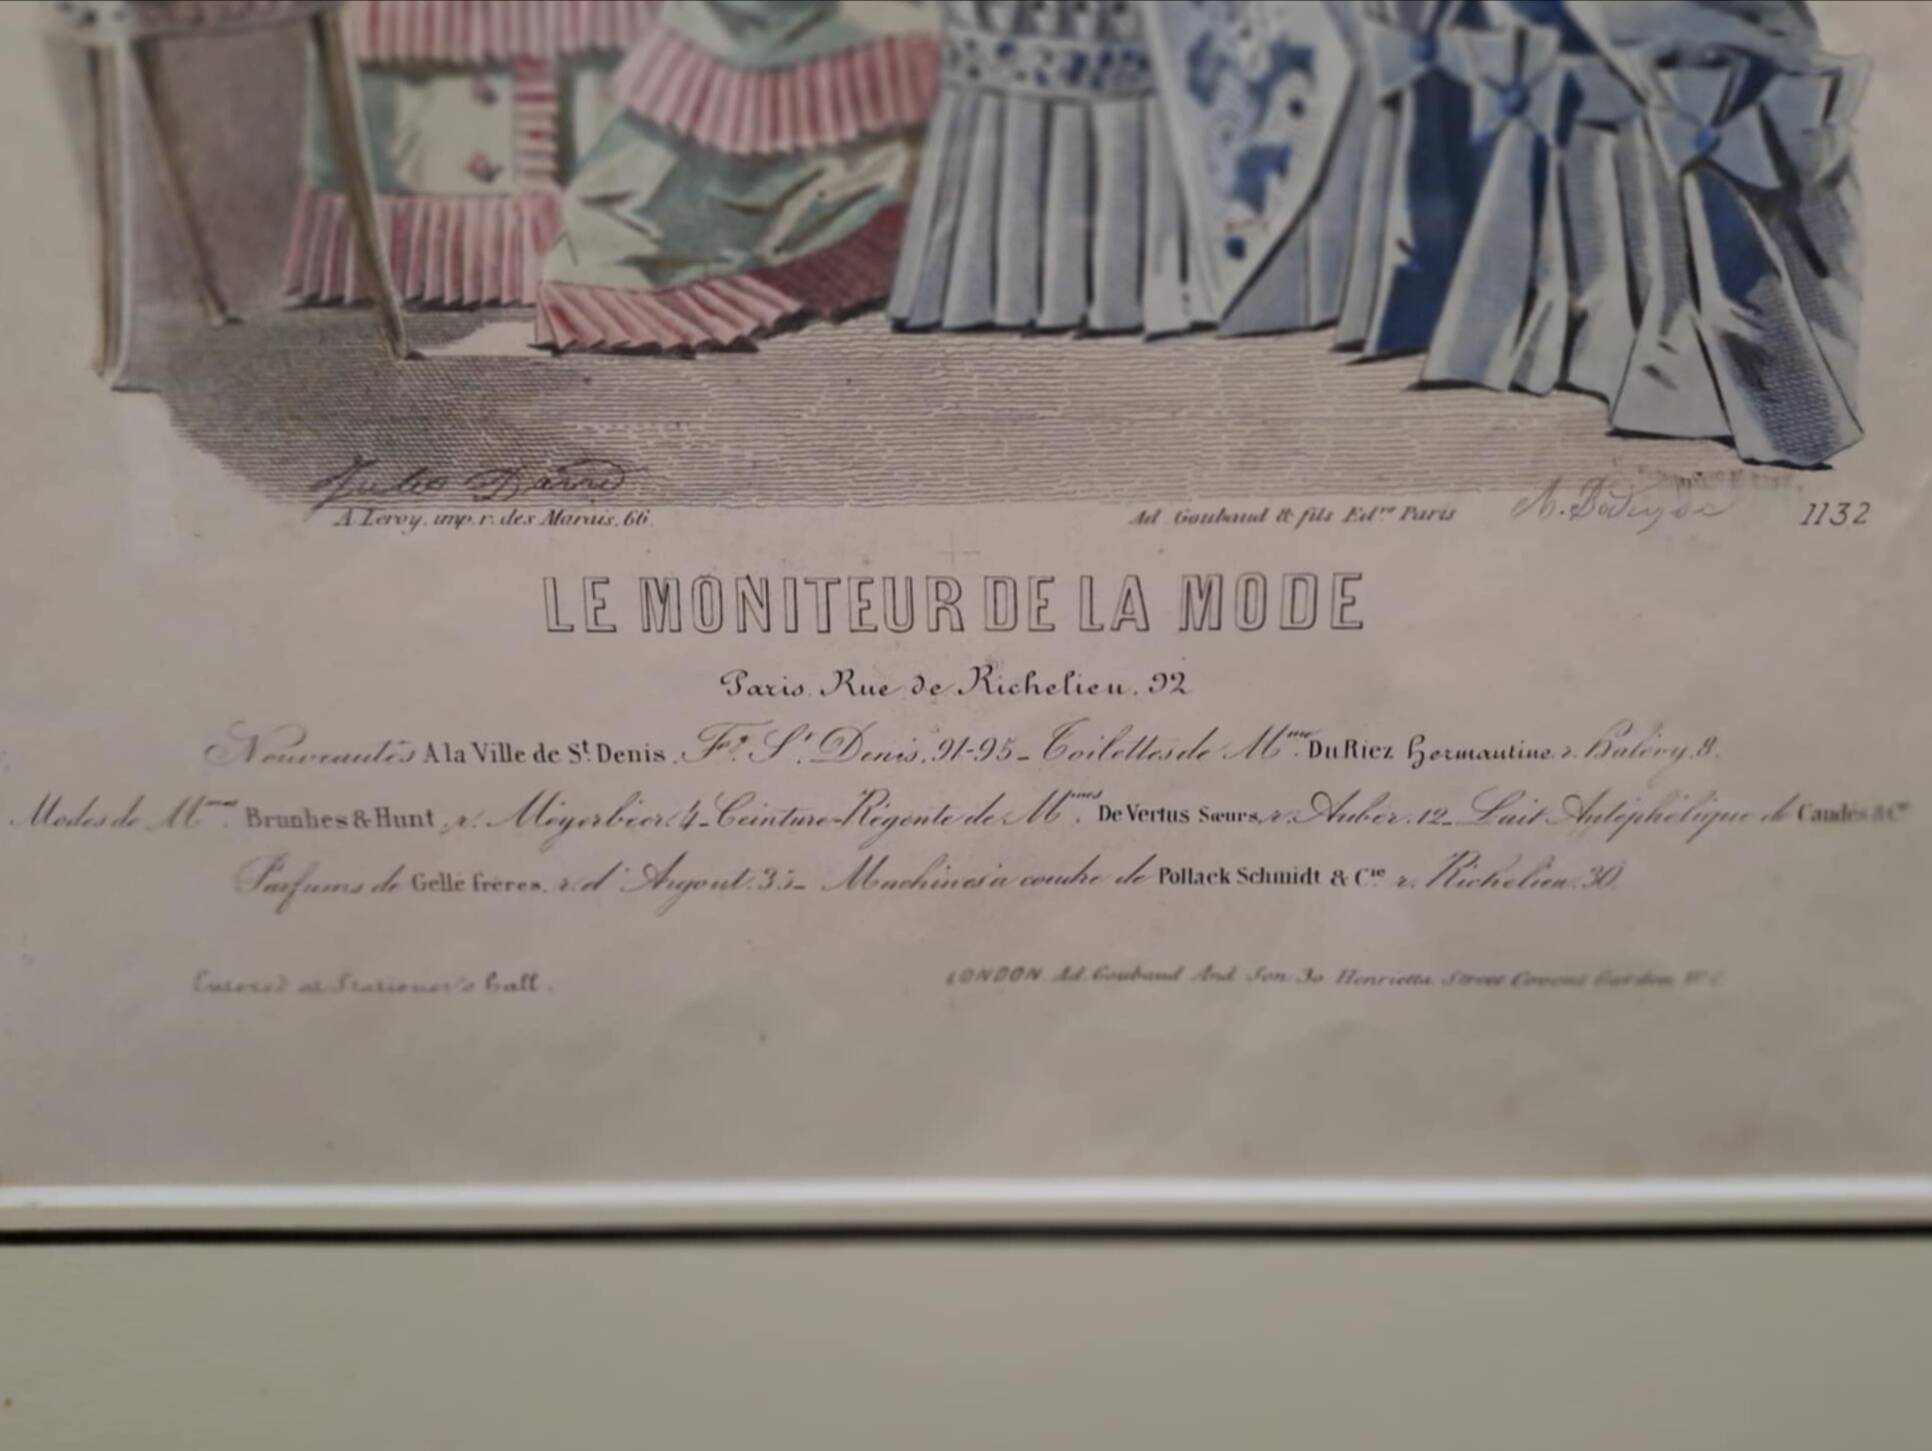 Jules David
A. Leroy, imp. r. des Marais, 66.
Ad Goubaud & fils Edrs Paris
1132
LE MONITEUR DE LA MODE
Paris. Rue de Richelieu. 92
Nouveautés A la Ville de St Denis. Fg St Denis. 91-95 _ Toilettes de Mme Du Riez Hermantine. r. Halévy. 8.
Modes de Mmes Brunhes & Hunt, r. Meyerbeer. 4 _ Ceinture-Régente de Mmes De Vertus Sœurs, r. Auber. 12 _ Lait Antéphélique de Candès & Cie
Parfums de Gellé frères, r. d'Argout. 35 _ Machines à coudre de Pollack Schmidt & Cie r. Richelieu. 30
Entered at Stationer's hall.
LONDON. Ad. Goubaud And Son 30 Henrietta Street Covent Garden W C